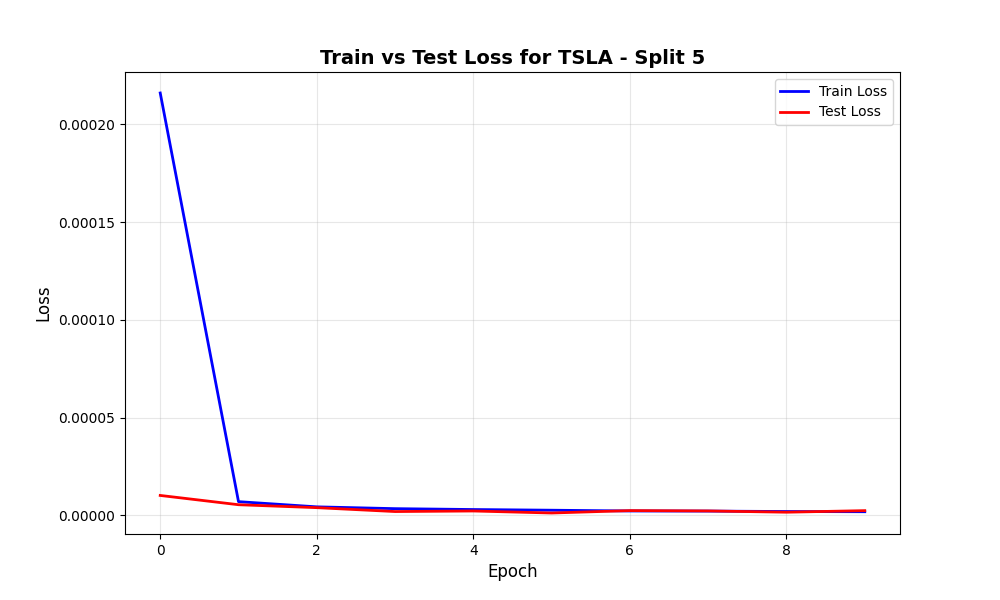 Train vs Test Loss for TSLA - Split 5
Train Loss
Test Loss
0.00020
0.00015
0.00010
0.00005
0.00000
Loss
0 2 4 6 8
Epoch